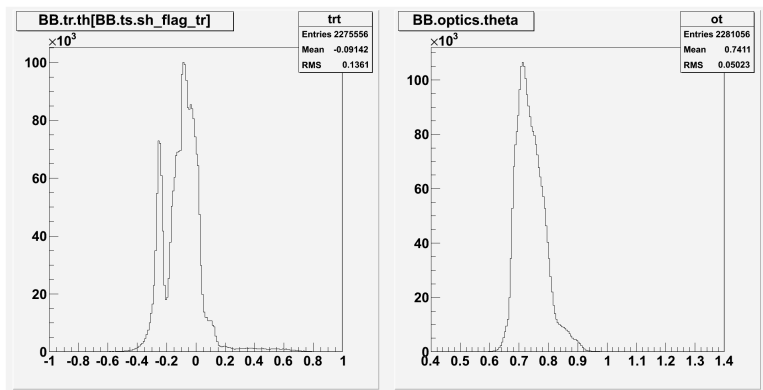 BB.tr.th[BB.ts.sh_flag_tr]
trt
Entries 2275556
Mean -0.09142
RMS 0.1361
×10³
100
80
60
40
20
0
-1 -0.8 -0.6 -0.4 -0.2 0 0.2 0.4 0.6 0.8 1
BB.optics.theta
ot
Entries 2281056
Mean 0.7411
RMS 0.05023
×10³
100
80
60
40
20
0
0.4 0.5 0.6 0.7 0.8 0.9 1 1.1 1.2 1.3 1.4